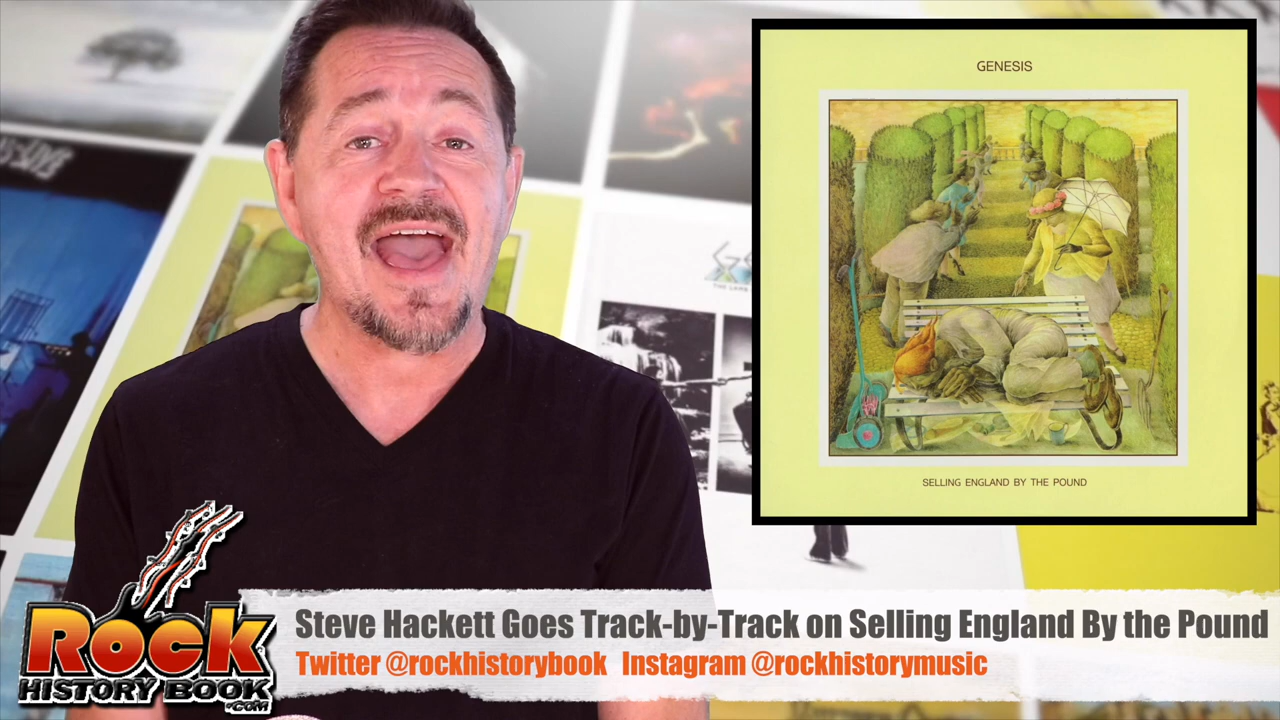 GENESIS
SELLING ENGLAND BY THE POUND
Rock
HISTORY BOOK
.COM
Steve Hackett Goes Track-by-Track on Selling England By the Pound
Twitter @rockhistorybook Instagram @rockhistorymusic